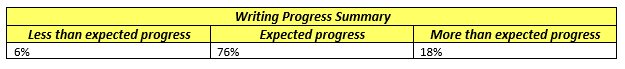 Writing Progress Summary
Less than expected progress Expected progress More than expected progress
6% 76% 18%